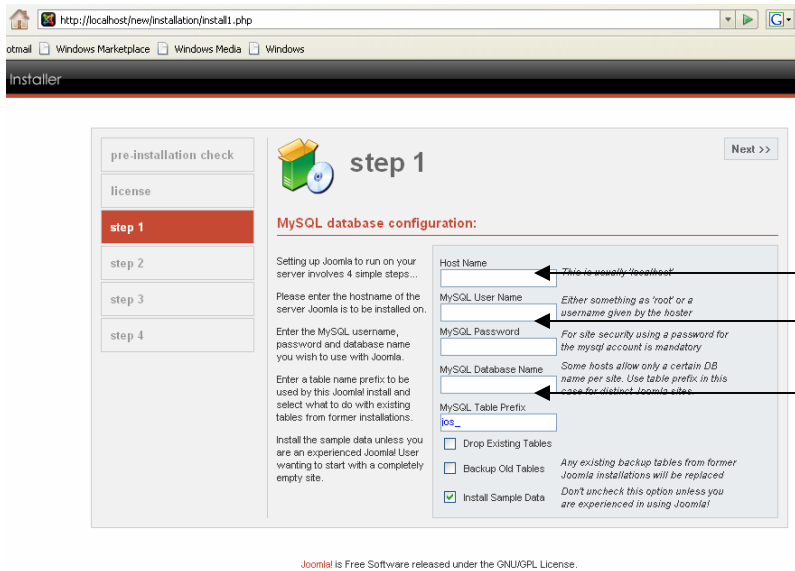 http://localhost/new/installation/install1.php
G
otmail Windows Marketplace Windows Media Windows
Installer
pre-installation check
license
step 1
step 2
step 3
step 4
step 1
Next >>
MySQL database configuration:
Setting up Joomla to run on your
server involves 4 simple steps...
Please enter the hostname of the
server Joomla is to be installed on.
Enter the MySQL username,
password and database name
you wish to use with Joomla.
Enter a table name prefix to be
used by this Joomla! install and
select what to do with existing
tables from former installations.
Install the sample data unless you
are an experienced Joomla! User
wanting to start with a completely
empty site.
Host Name
This is usually 'localhost'
MySQL User Name
Either something as 'root' or a
username given by the hoster
MySQL Password
For site security using a password for
the mysql account is mandatory
MySQL Database Name
Some hosts allow only a certain DB
name per site. Use table prefix in this
case for distinct Joomla sites.
MySQL Table Prefix
jos_
Drop Existing Tables
Backup Old Tables
Any existing backup tables from former
Joomla installations will be replaced
Install Sample Data
Don't uncheck this option unless you
are experienced in using Joomla!
Joomla! is Free Software released under the GNU/GPL License.